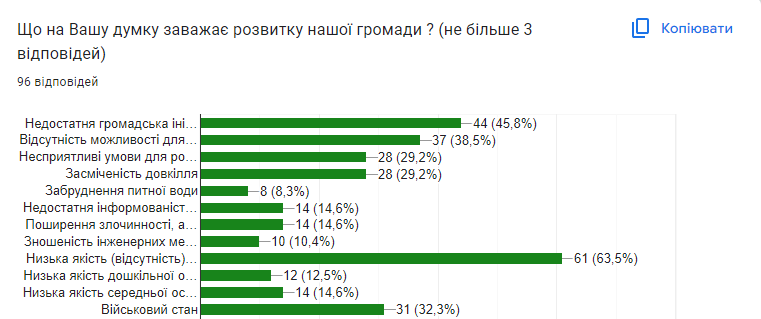 Що на Вашу думку заважає розвитку нашої громади ? (не більше 3
відповідей)
Копіювати
96 відповідей
Недостатня громадська іні… 44 (45,8%)
Відсутність можливості для… 37 (38,5%)
Несприятливі умови для ро… 28 (29,2%)
Засміченість довкілля 28 (29,2%)
Забруднення питної води 8 (8,3%)
Недостатня інформованіст… 14 (14,6%)
Поширення злочинності, а… 14 (14,6%)
Зношеність інженерних ме… 10 (10,4%)
Низька якість (відсутність)… 61 (63,5%)
Низька якість дошкільної о… 12 (12,5%)
Низька якість середньої ос… 14 (14,6%)
Військовий стан 31 (32,3%)